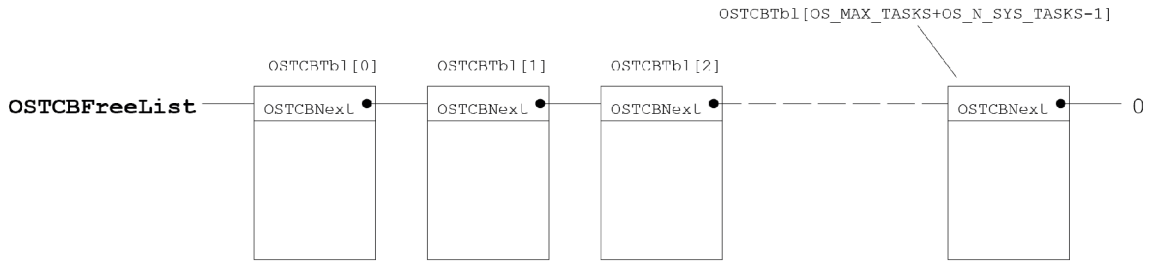 OSTCBTbl[OS_MAX_TASKS+OS_N_SYS_TASKS-1]
OSTCBTbl[0] OSTCBTbl[1] OSTCBTbl[2]
OSTCBFreeList OSTCBNext OSTCBNext OSTCBNext OSTCBNext 0